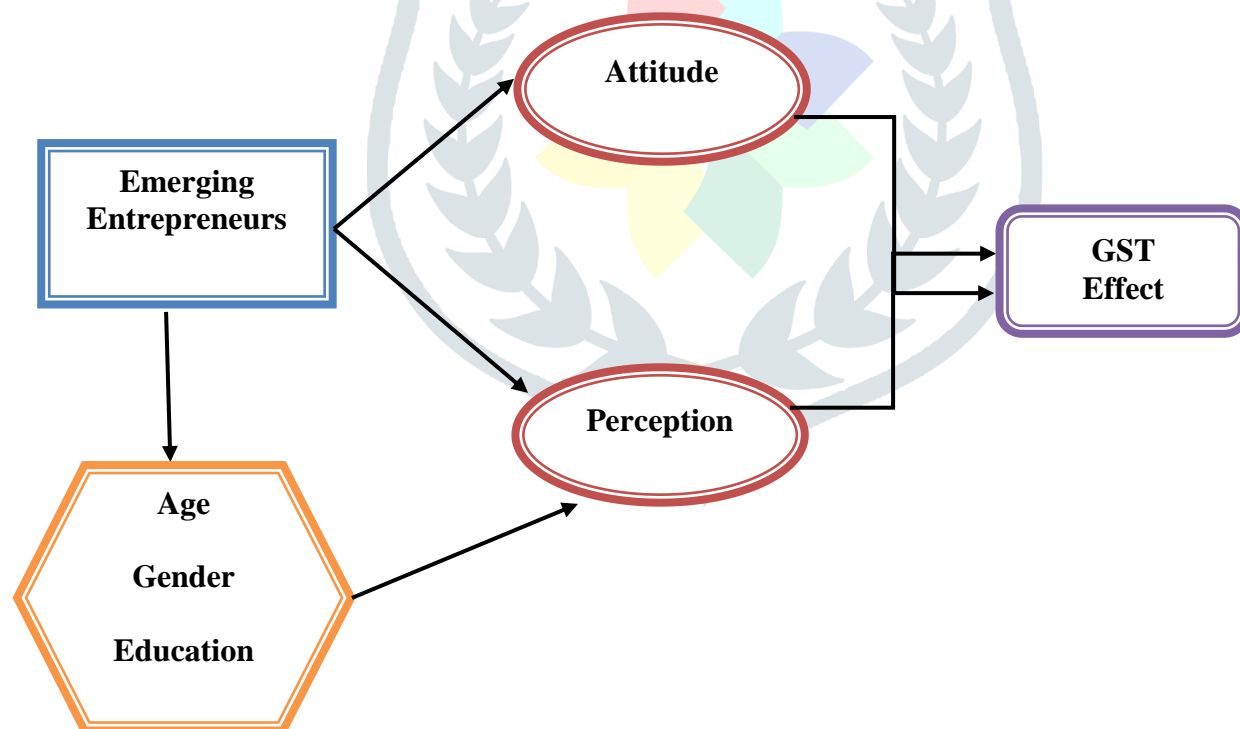 Attitude
Emerging
Entrepreneurs
GST
Effect
Perception
Age
Gender
Education